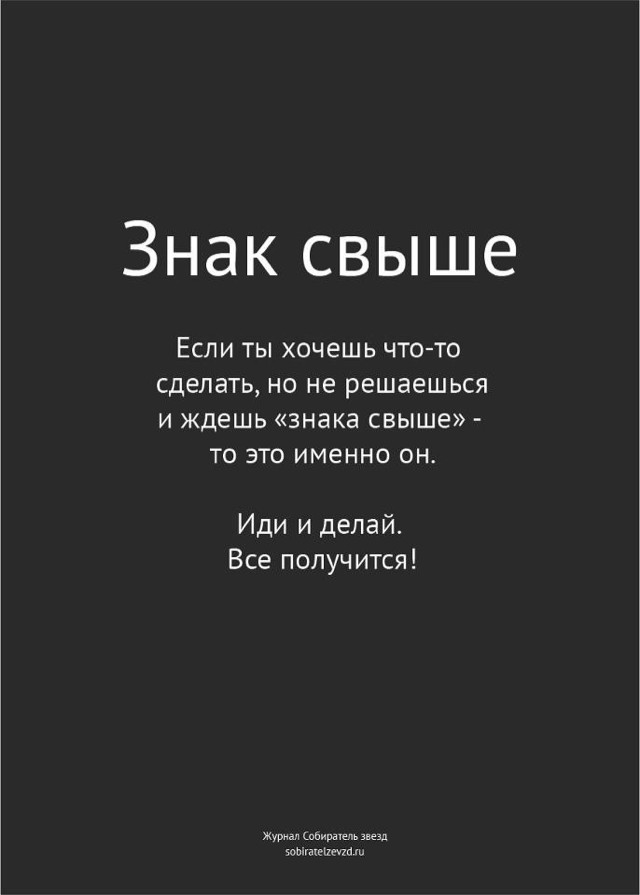 Знак свыше
Если ты хочешь что-то
сделать, но не решаешься
и ждешь «знака свыше» -
то это именно он.
Иди и делай.
Все получится!
Журнал Собиратель звезд
sobiratelzevzd.ru